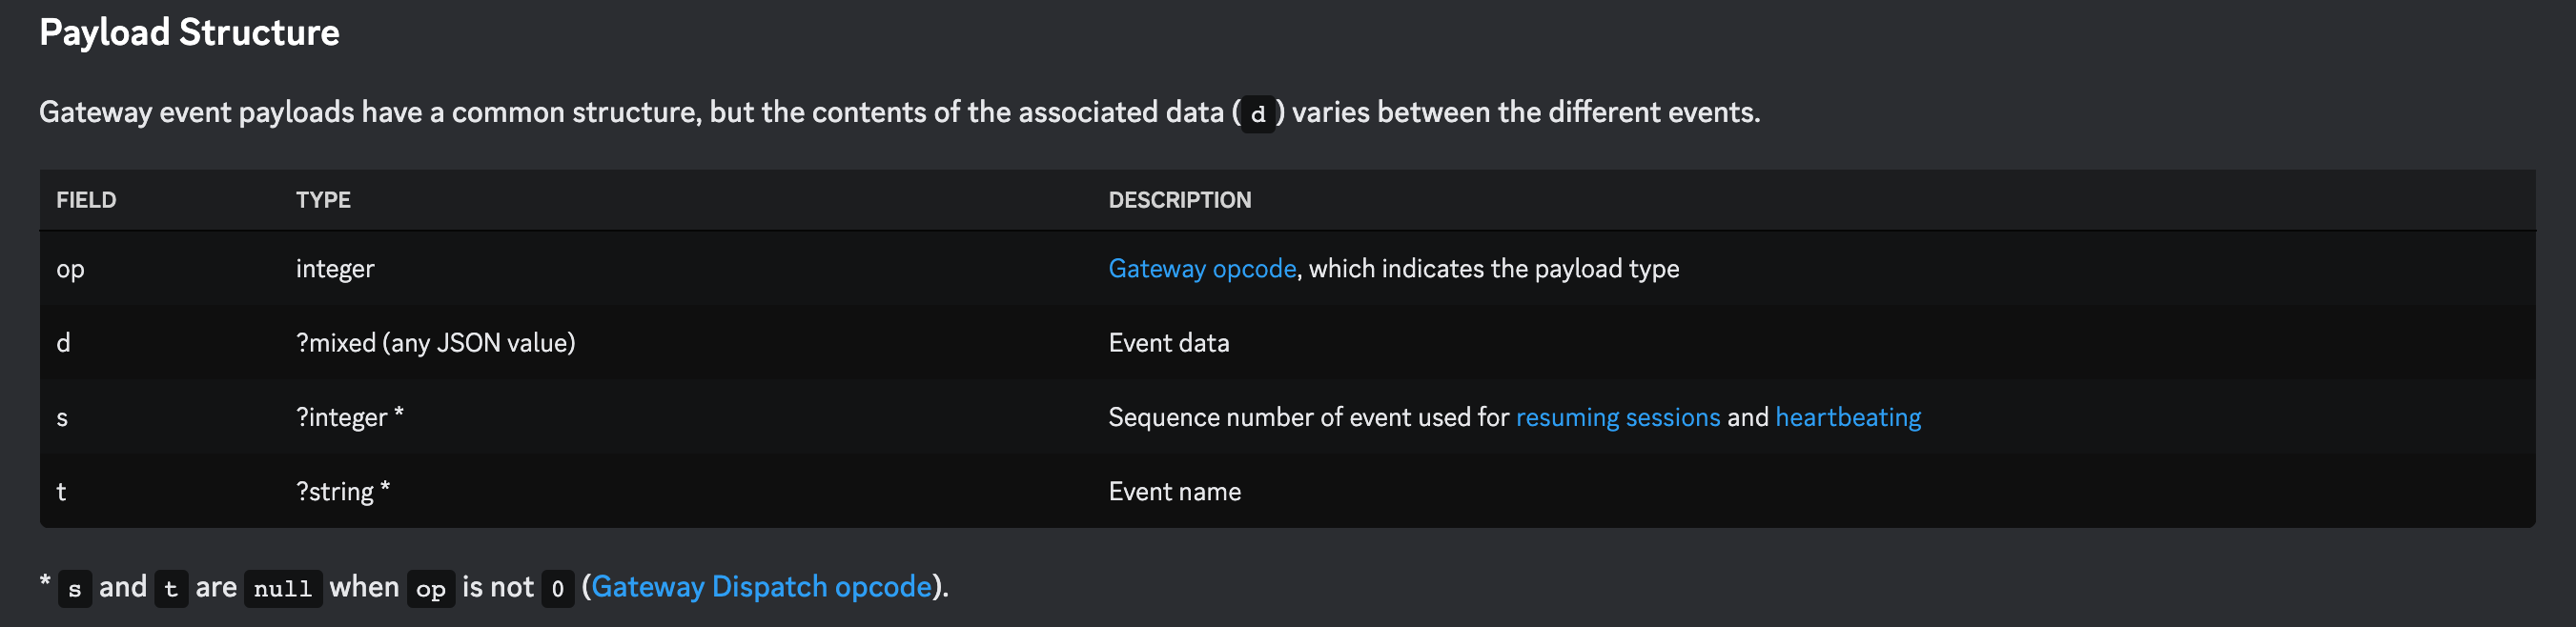 Payload Structure
Gateway event payloads have a common structure, but the contents of the associated data (d) varies between the different events.
FIELD TYPE DESCRIPTION
op integer Gateway opcode, which indicates the payload type
d ?mixed (any JSON value) Event data
s ?integer * Sequence number of event used for resuming sessions and heartbeating
t ?string * Event name
* s and t are null when op is not 0 (Gateway Dispatch opcode).